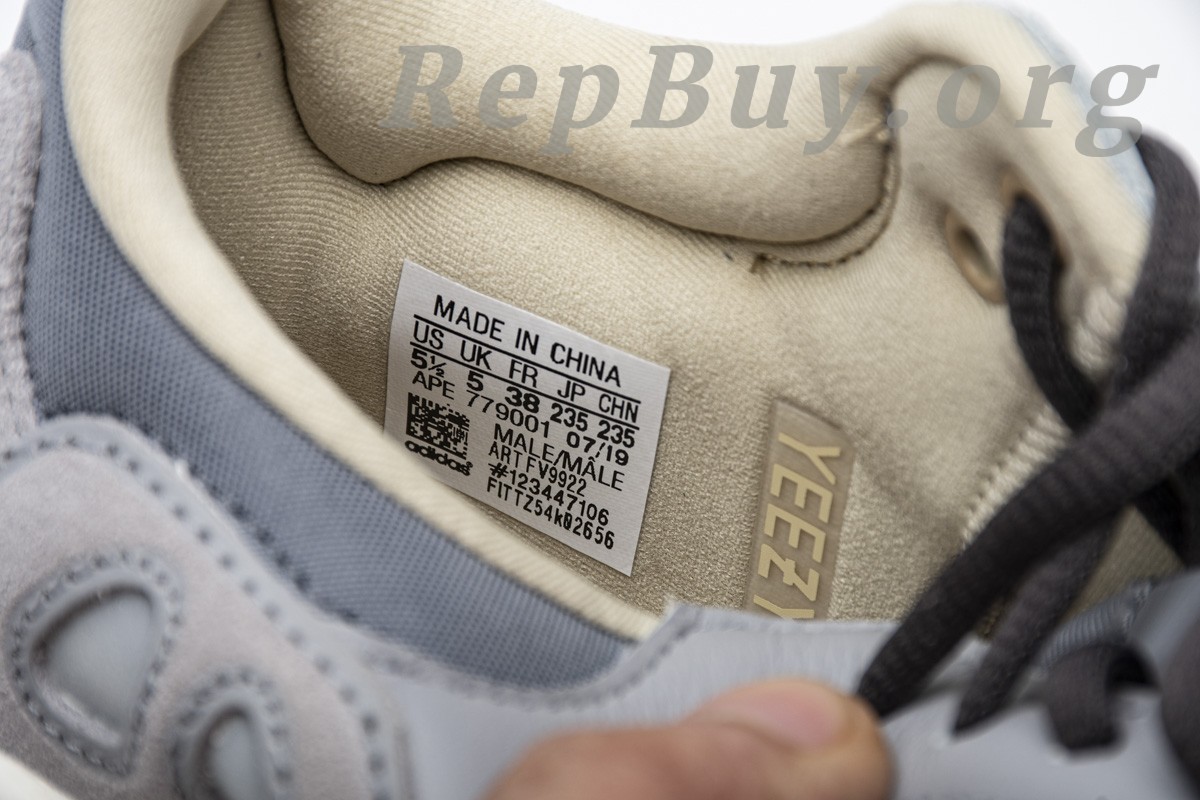 RepBuy.org
MADE IN CHINA
US UK FR JP CHN
5½ 5 38 235 235
APE 779001 07/19
MALE/MÂLE
ART FV9922
#123447106
FITTZ54k02656
adidas
YEEZY